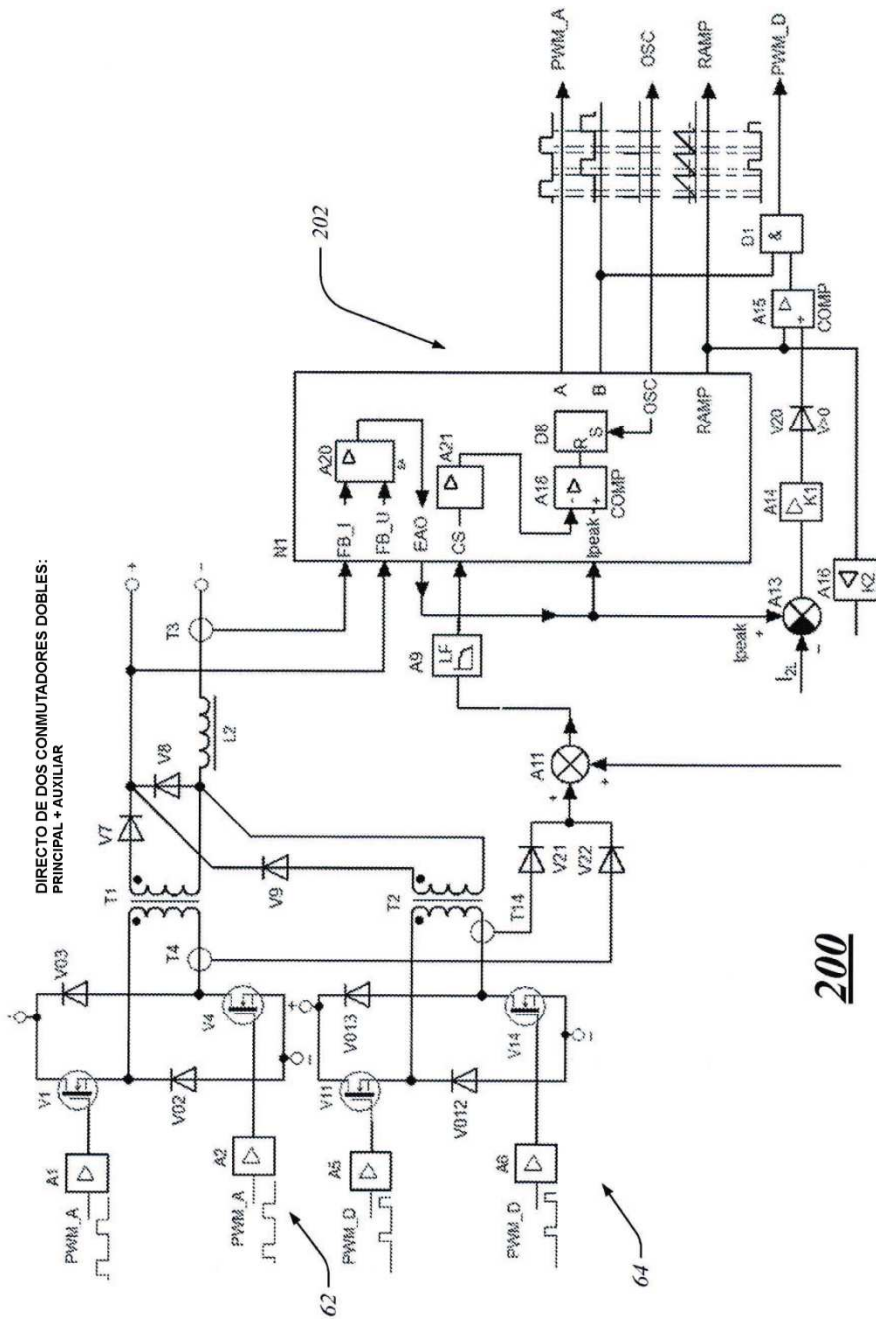 DIRECTO DE DOS CONMUTADORES DOBLES:
PRINCIPAL + AUXILIAR
PWM_A
A1
V1
V02
V03
PWM_A
A2
V4
T4
T1
V7
V8
L2
T3
+
-
62
PWM_D
A5
V11
V012
V013
+
PWM_D
A6
V14
T14
T2
V9
64
V21
V22
A11
+
+
A9
LF
N1
FB_I
FB_U
EAO
CS
Ipeak
A20
A21
A18
-
+
COMP
D8
R
S
A
B
OSC
RAMP
202
PWM_A
OSC
RAMP
PWM_D
D1
&
A15
+
COMP
V20
V>0
A14
K1
A13
A16
K2
Ipeak
+
I2L
-
200